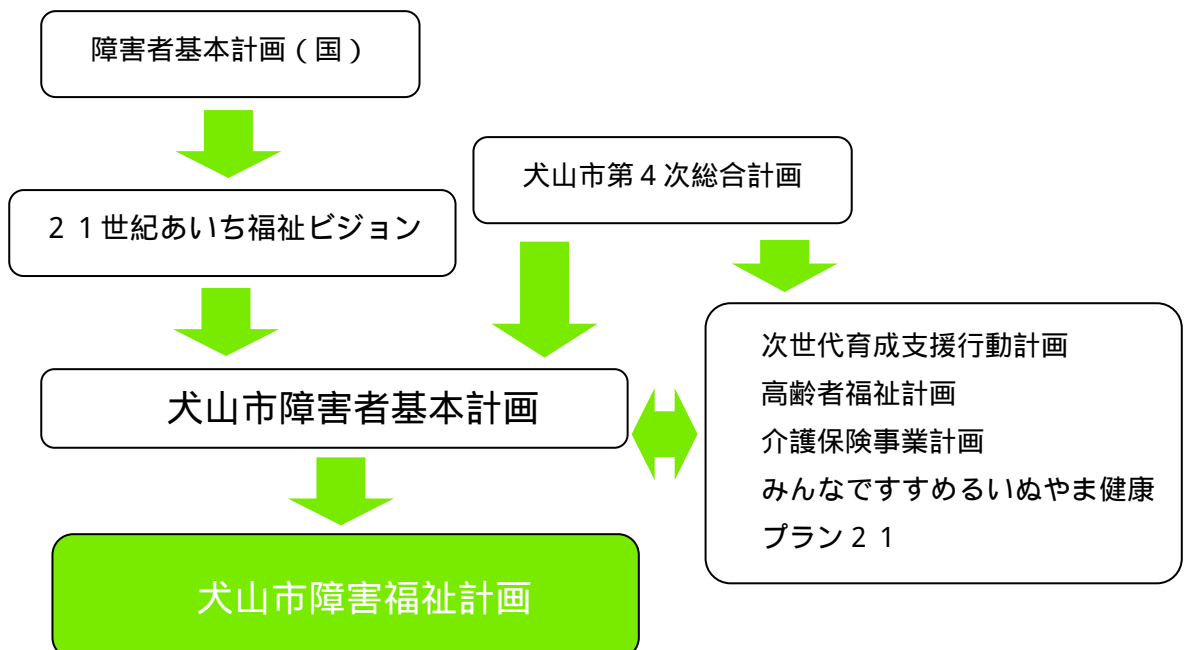 障害者基本計画(国)
犬山市第4次総合計画
21世紀あいち福祉ビジョン
次世代育成支援行動計画
高齢者福祉計画
介護保険事業計画
みんなですすめるいぬやま健康
プラン21
犬山市障害者基本計画
犬山市障害福祉計画